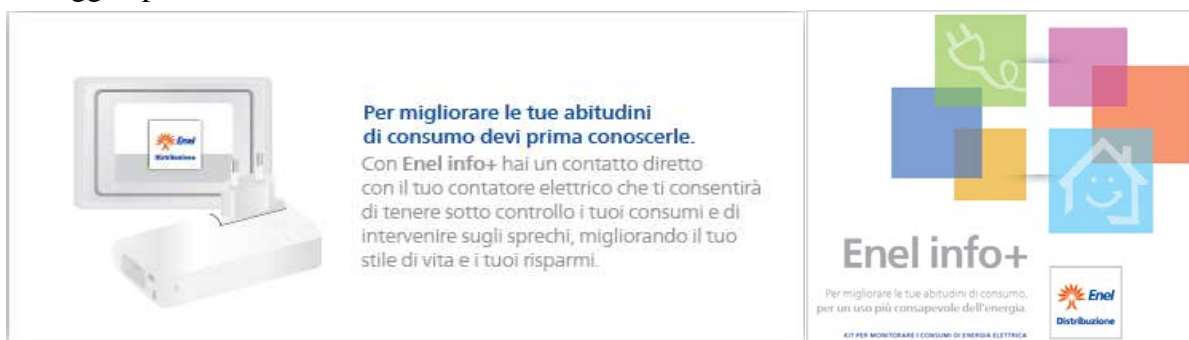 Enel
Distribuzione
Per migliorare le tue abitudini
di consumo devi prima conoscerle.
Con Enel info+ hai un contatto diretto
con il tuo contatore elettrico che ti consentirà
di tenere sotto controllo i tuoi consumi e di
intervenire sugli sprechi, migliorando il tuo
stile di vita e i tuoi risparmi.
Enel info+
Per migliorare le tue abitudini di consumo,
per un uso più consapevole dell'energia.
KIT PER MONITORARE I CONSUMI DI ENERGIA ELETTRICA
Enel
Distribuzione